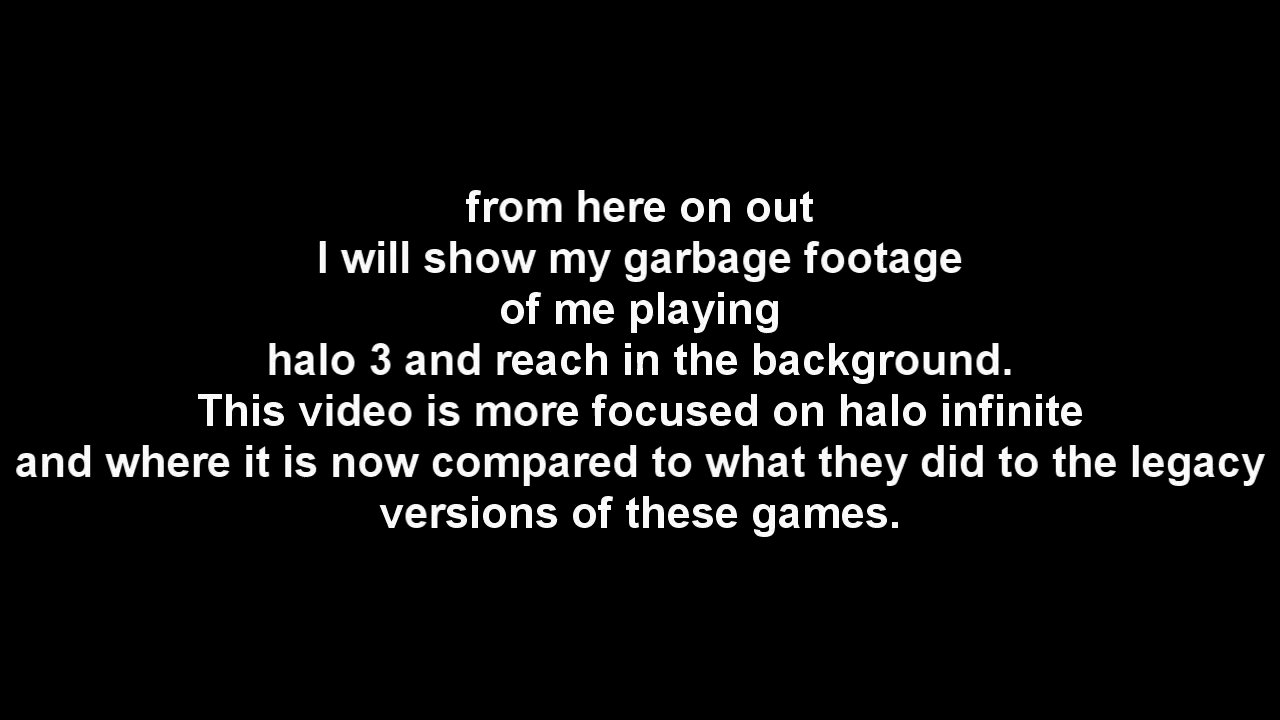 from here on out
I will show my garbage footage
of me playing
halo 3 and reach in the background.
This video is more focused on halo infinite
and where it is now compared to what they did to the legacy
versions of these games.